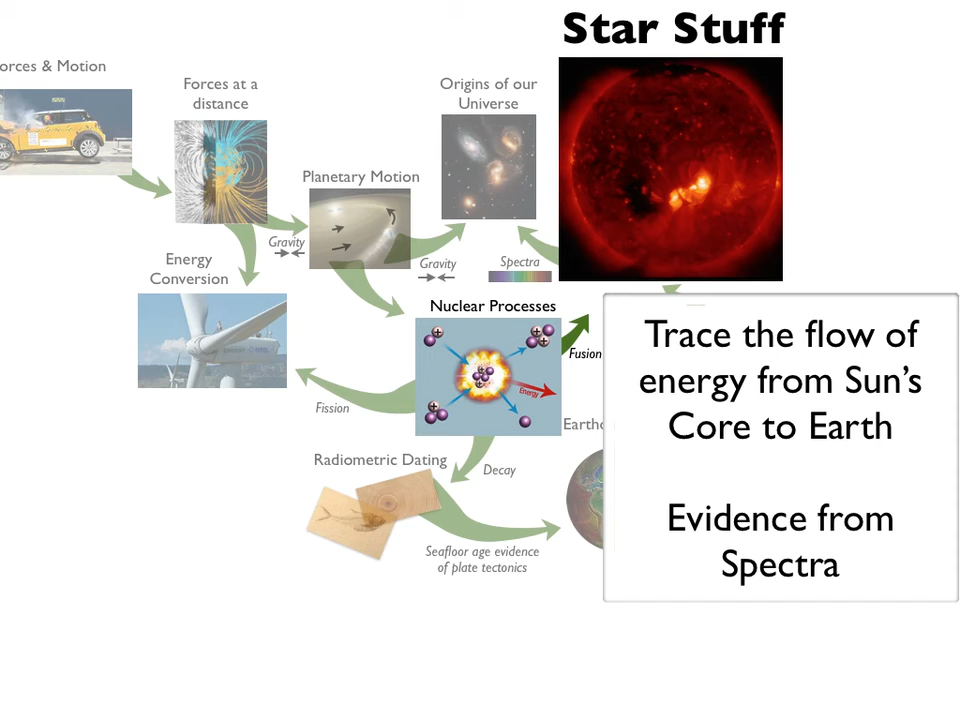 Star Stuff
orces & Motion
Forces at a
distance
Origins of our
Universe
Planetary Motion
Gravity
Energy
Conversion
Gravity
Spectra
Nuclear Processes
Fusion
Energy
Trace the flow of
energy from Sun's
Core to Earth
Evidence from
Spectra
Fission
Earthq
Radiometric Dating
Decay
Seafloor age evidence
of plate tectonics